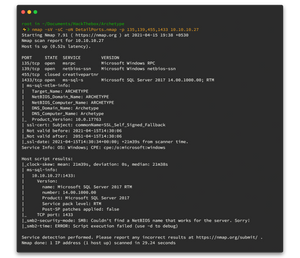 root in ~/Documents/HackTheBox/Archetype
nmap -sV -sC -oN DetailPorts.nmap -p 135,139,455,1433 10.10.10.27
Starting Nmap 7.91 ( https://nmap.org ) at 2021-04-15 20:38 +0530
Nmap scan report for 10.10.10.27
Host is up (0.52s latency).
PORT STATE SERVICE VERSION
135/tcp open msrpc Microsoft Windows RPC
139/tcp open netbios-ssn Microsoft Windows netbios-ssn
455/tcp closed creativepartnr
1433/tcp open ms-sql-s Microsoft SQL Server 2017 14.00.1000.00; RTM
| ms-sql-ntlm-info:
| Target_Name: ARCHETYPE
| NetBIOS_Domain_Name: ARCHETYPE
| NetBIOS_Computer_Name: ARCHETYPE
| DNS_Domain_Name: Archetype
| DNS_Computer_Name: Archetype
|_ Product_Version: 10.0.17763
| ssl-cert: Subject: commonName=SSL_Self_Signed_Fallback
| Not valid before: 2021-04-15T14:30:06
|_Not valid after: 2051-04-15T14:30:06
|_ssl-date: 2021-04-15T15:30:34+00:00; +21m39s from scanner time.
Service Info: OS: Windows; CPE: cpe:/o:microsoft:windows
Host script results:
|_clock-skew: mean: 21m39s, deviation: 0s, median: 21m38s
| ms-sql-info:
| 10.10.10.27:1433:
| Version:
| name: Microsoft SQL Server 2017 RTM
| number: 14.00.1000.00
| Product: Microsoft SQL Server 2017
| Service pack level: RTM
| Post-SP patches applied: false
|_ TCP port: 1433
|_smb2-security-mode: SMB: Couldn't find a NetBIOS name that works for the server. Sorry!
|_smb2-time: ERROR: Script execution failed (use -d to debug)
Service detection performed. Please report any incorrect results at https://nmap.org/submit/ .
Nmap done: 1 IP address (1 host up) scanned in 29.24 seconds